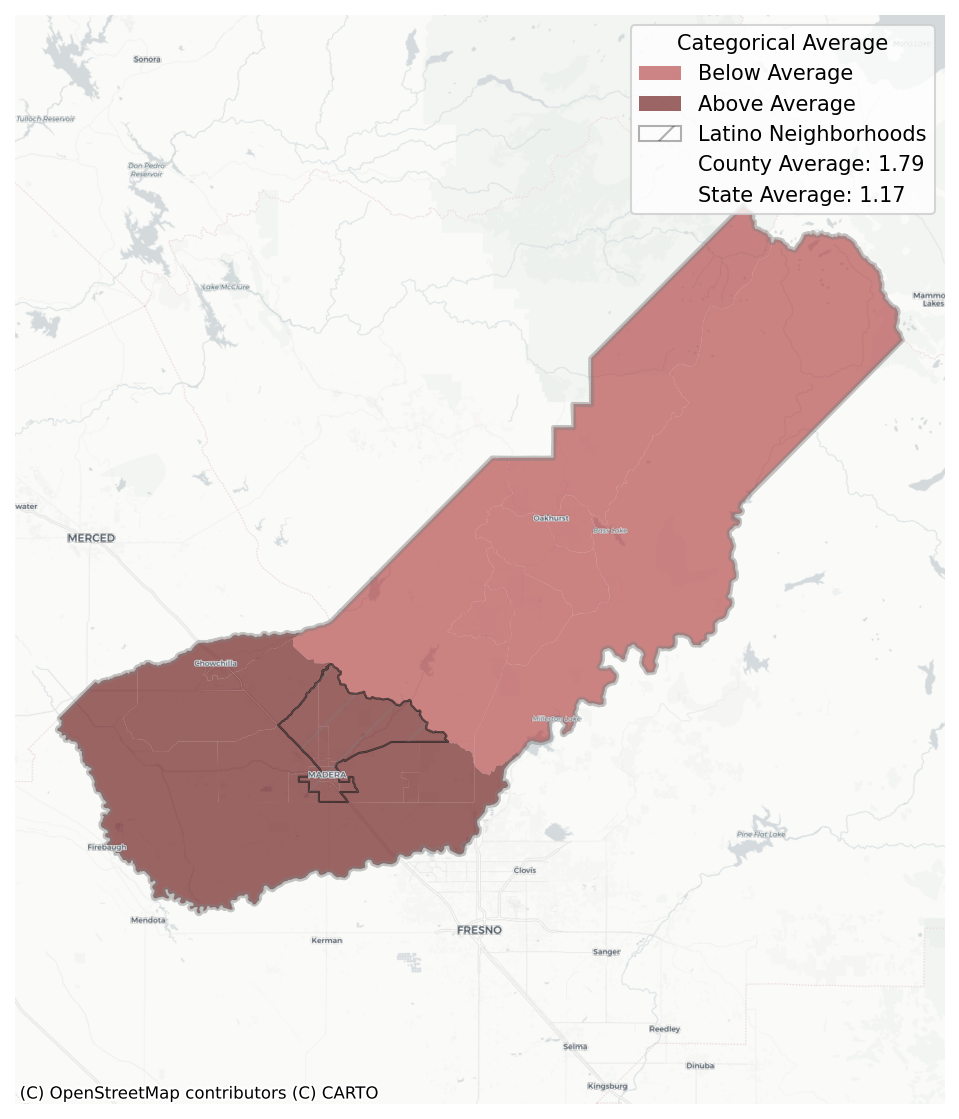 Categorical Average
Below Average
Above Average
Latino Neighborhoods
County Average: 1.79
State Average: 1.17
Sonora
Tulloch Reservoir
Don Pedro
Reservoir
Lake McClure
Mammo
Lakes
water
MERCED
Oakhurst
Bass Lake
Chowchilla
Millerton Lake
MADERA
Firebaugh
Pine Flat Lake
Clovis
Mendota
FRESNO
Kerman
Sanger
Reedley
Selma
Dinuba
Kingsburg
(C) OpenStreetMap contributors (C) CARTO